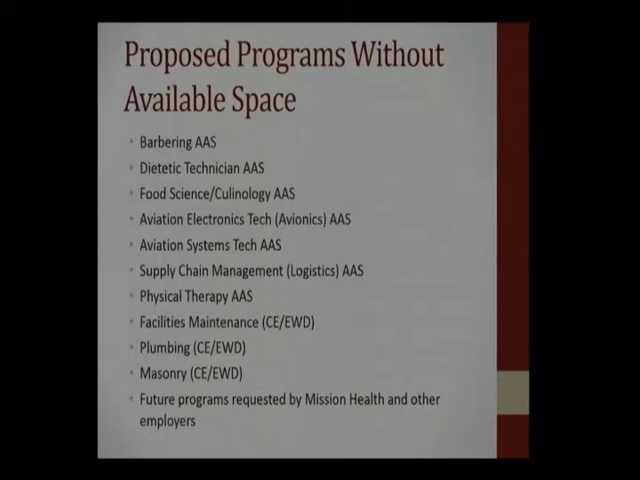 Proposed Programs Without
Available Space
• Barbering AAS
• Dietetic Technician AAS
• Food Science/Culinology AAS
• Aviation Electronics Tech (Avionics) AAS
• Aviation Systems Tech AAS
• Supply Chain Management (Logistics) AAS
• Physical Therapy AAS
• Facilities Maintenance (CE/EWD)
• Plumbing (CE/EWD)
• Masonry (CE/EWD)
• Future programs requested by Mission Health and other
employers